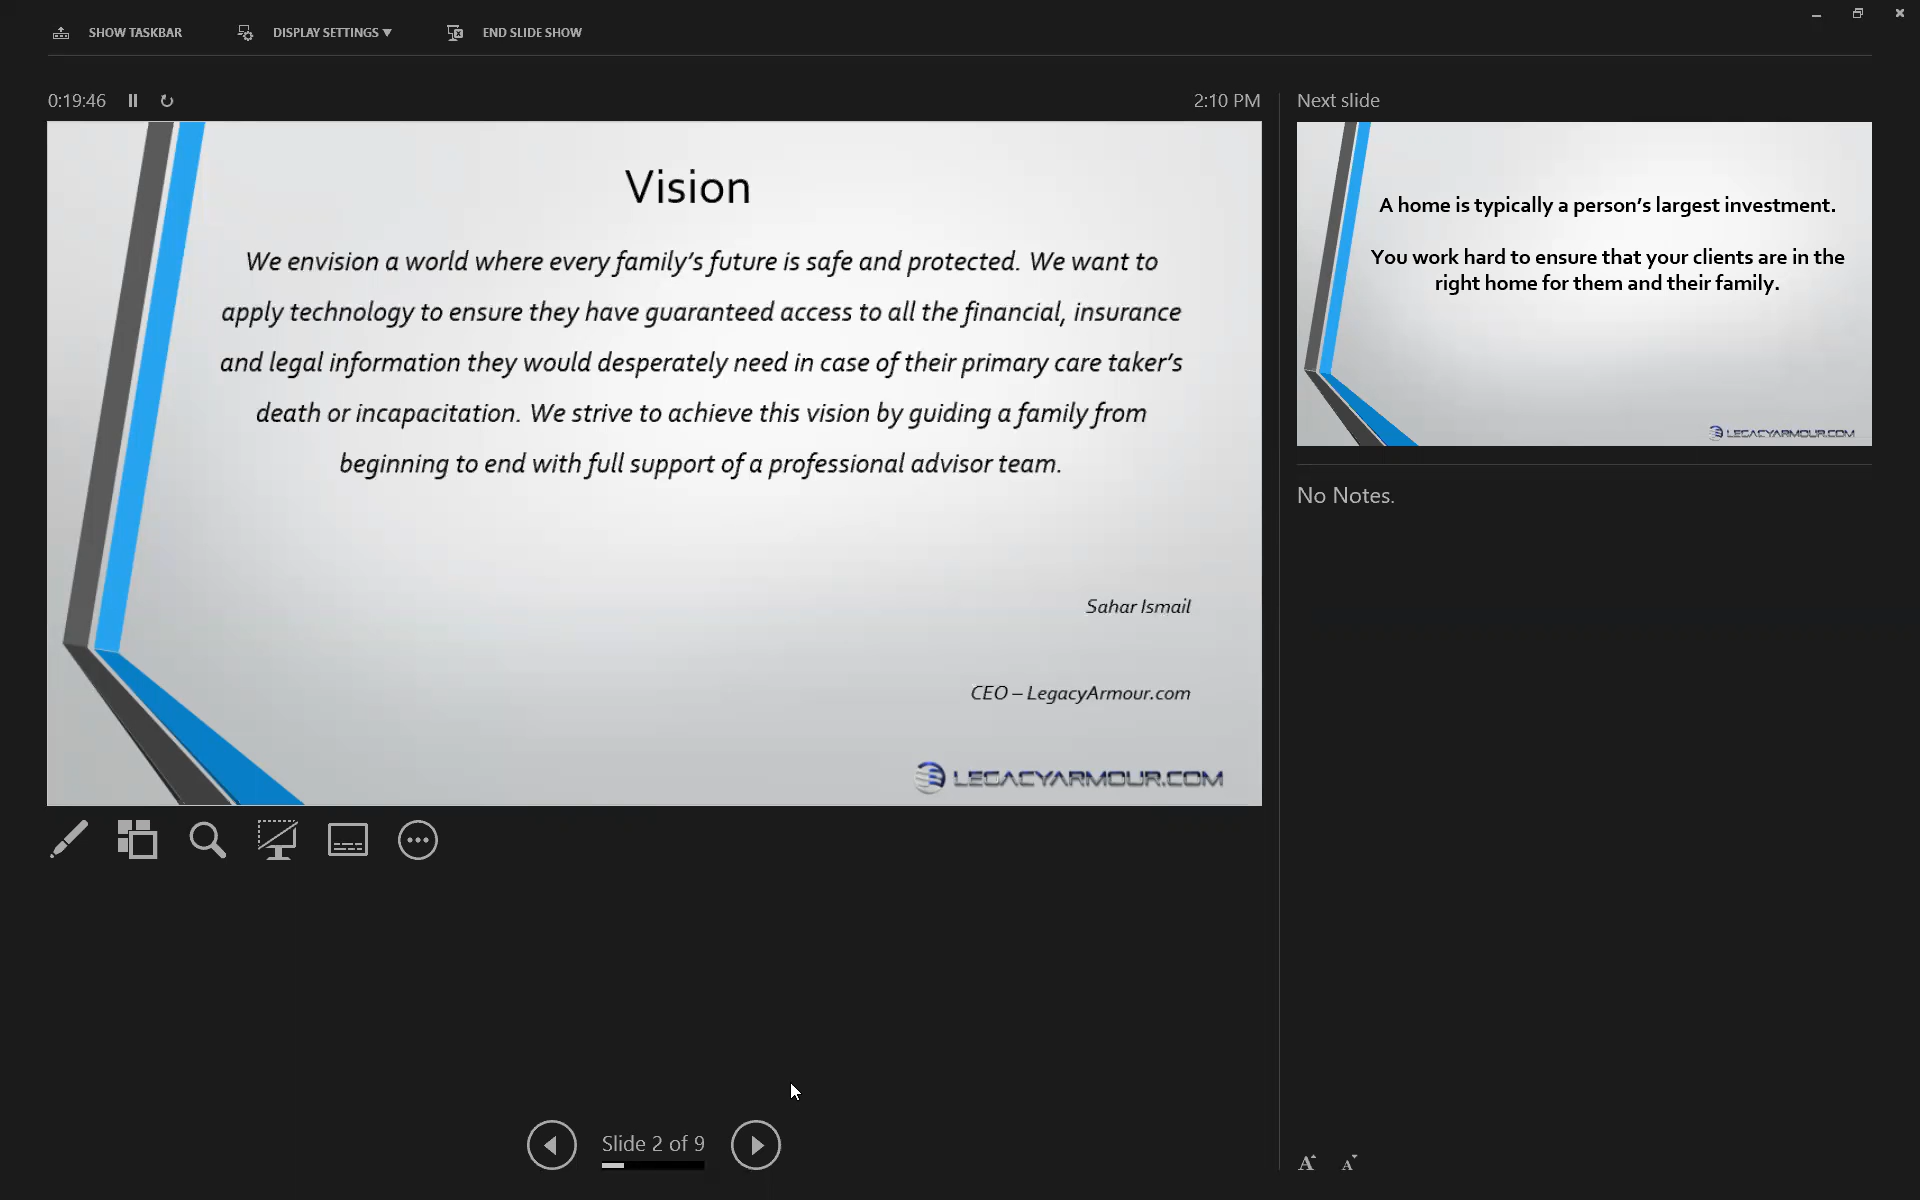 SHOW TASKBAR
DISPLAY SETTINGS ▼
END SLIDE SHOW
0:19:46
2:10 PM
Vision
We envision a world where every family’s future is safe and protected. We want to
apply technology to ensure they have guaranteed access to all the financial, insurance
and legal information they would desperately need in case of their primary care taker’s
death or incapacitation. We strive to achieve this vision by guiding a family from
beginning to end with full support of a professional advisor team.
Sahar Ismail
CEO – LegacyArmour.com
LEGACYARMOUR.COM
Slide 2 of 9
Next slide
A home is typically a person’s largest investment.
You work hard to ensure that your clients are in the
right home for them and their family.
LEGACYARMOUR.COM
No Notes.
A A